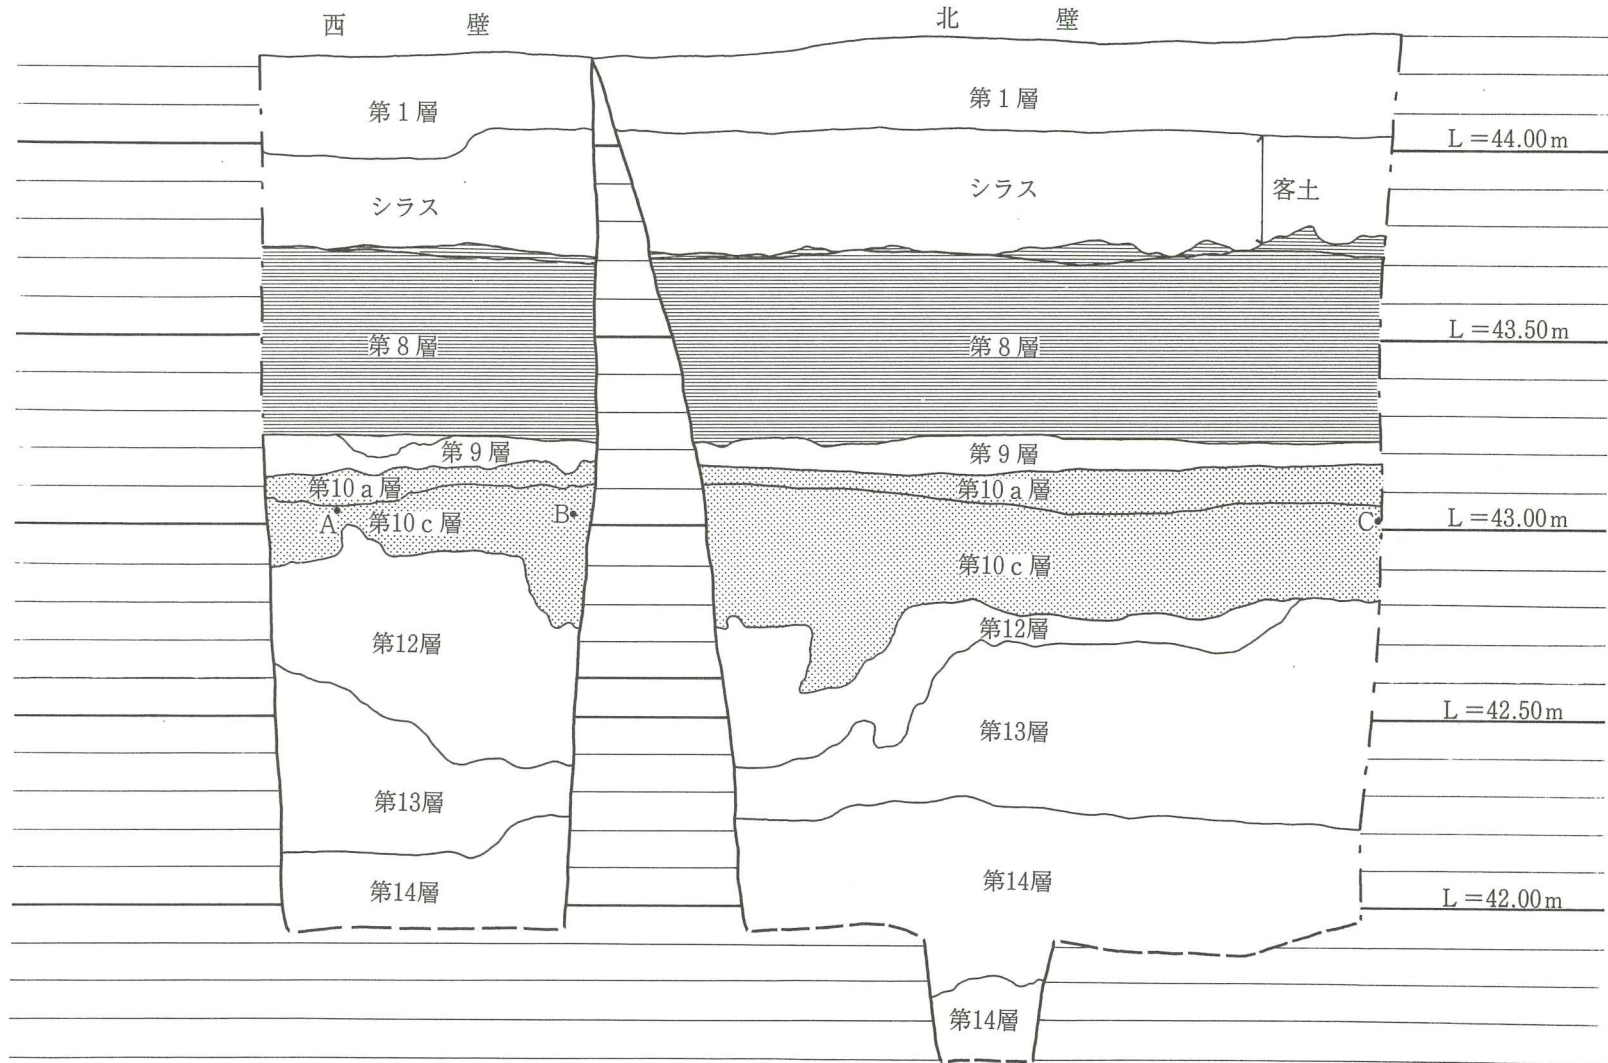 西 壁
北 壁
第1層
第1層
L=44.00m
シラス
シラス
客土
第8層
第8層
L=43.50m
第9層
第9層
第10a層
第10a層
A
第10c層
B
C
L=43.00m
第10c層
第12層
第12層
L=42.50m
第13層
第13層
第14層
第14層
L=42.00m
第14層